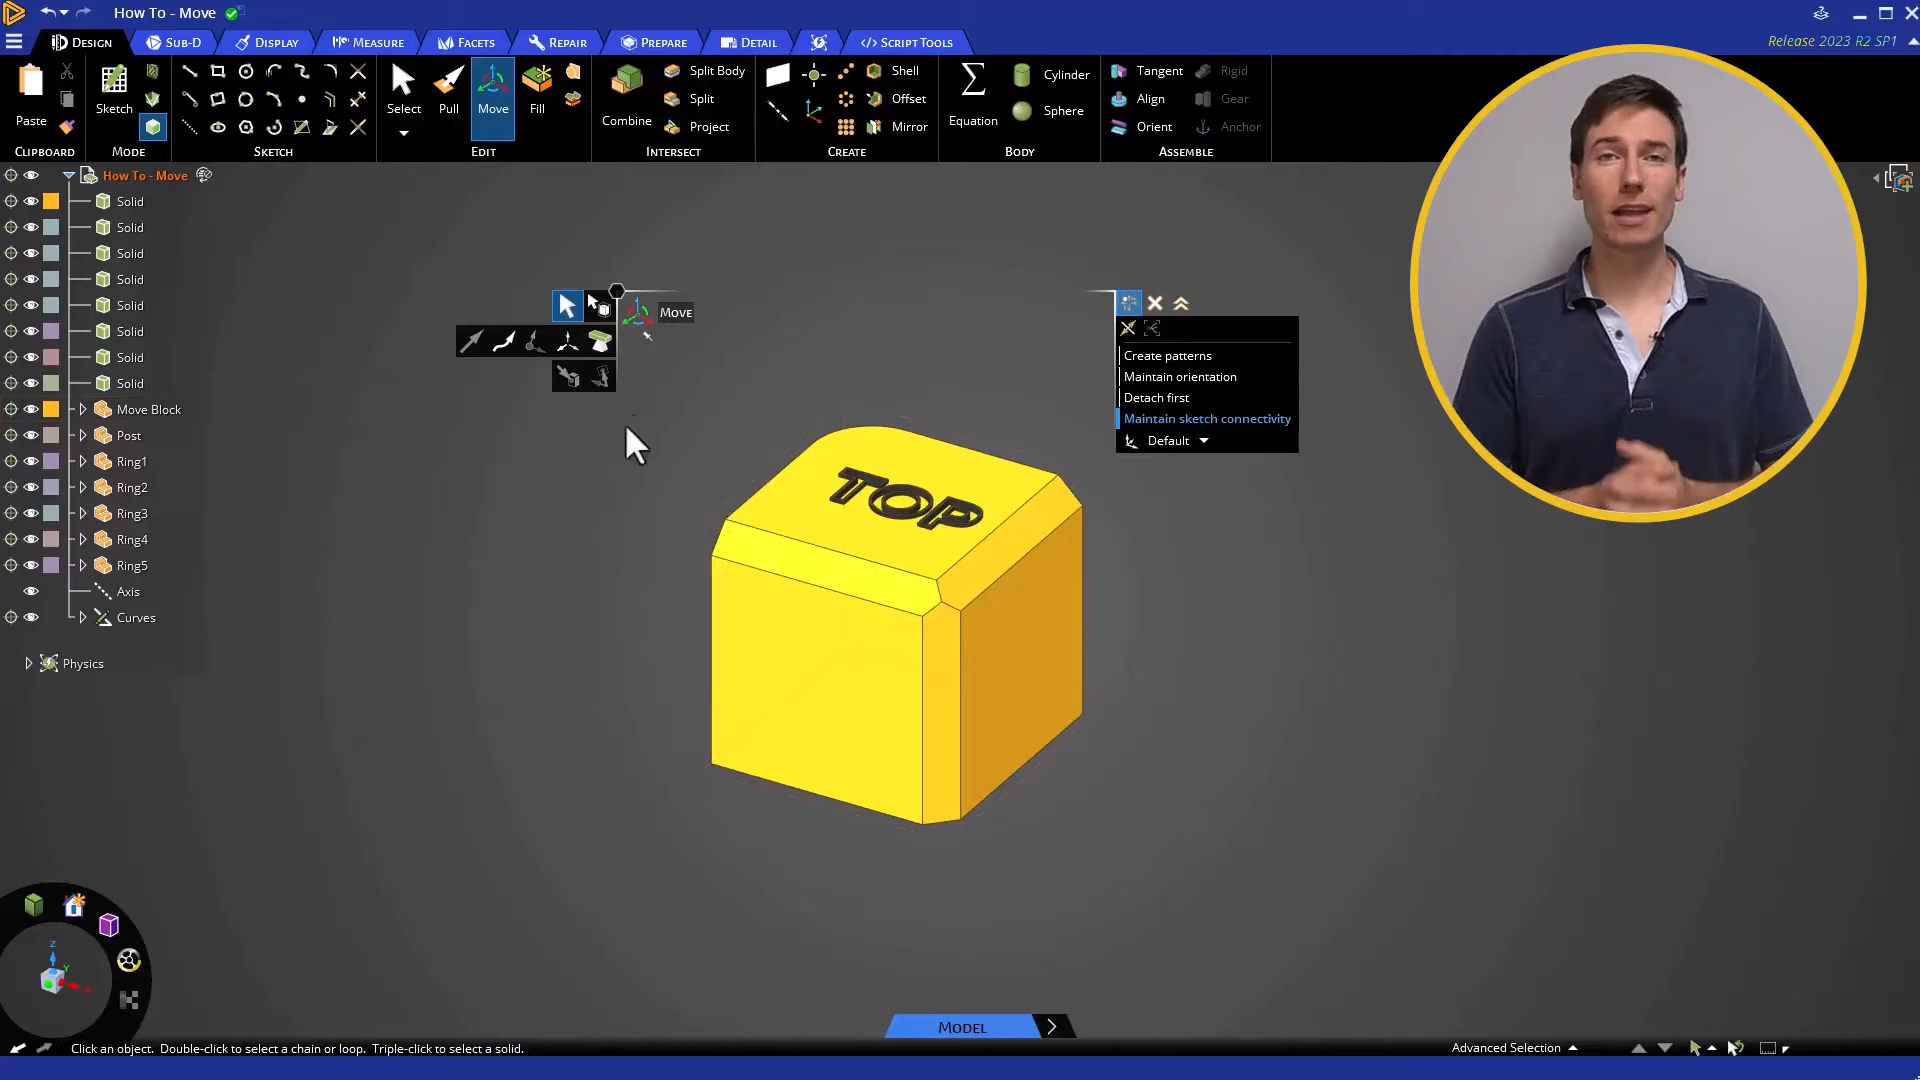 How To - Move
Release 2023 R2 SP1
Design
Sub-D
Display
Measure
Facets
Repair
Prepare
Detail
Script Tools
Paste
Clipboard
Sketch
Mode
Sketch
Select
Pull
Move
Fill
Edit
Combine
Split Body
Split
Project
Intersect
Shell
Offset
Mirror
Create
Equation
Cylinder
Sphere
Body
Tangent
Align
Orient
Rigid
Gear
Anchor
Assemble
How To - Move
Solid
Solid
Solid
Solid
Solid
Solid
Solid
Solid
Move Block
Post
Ring1
Ring2
Ring3
Ring4
Ring5
Axis
Curves
Physics
Move
Create patterns
Maintain orientation
Detach first
Maintain sketch connectivity
Default
TOP
Z
Y
X
Model
Click an object. Double-click to select a chain or loop. Triple-click to select a solid.
Advanced Selection